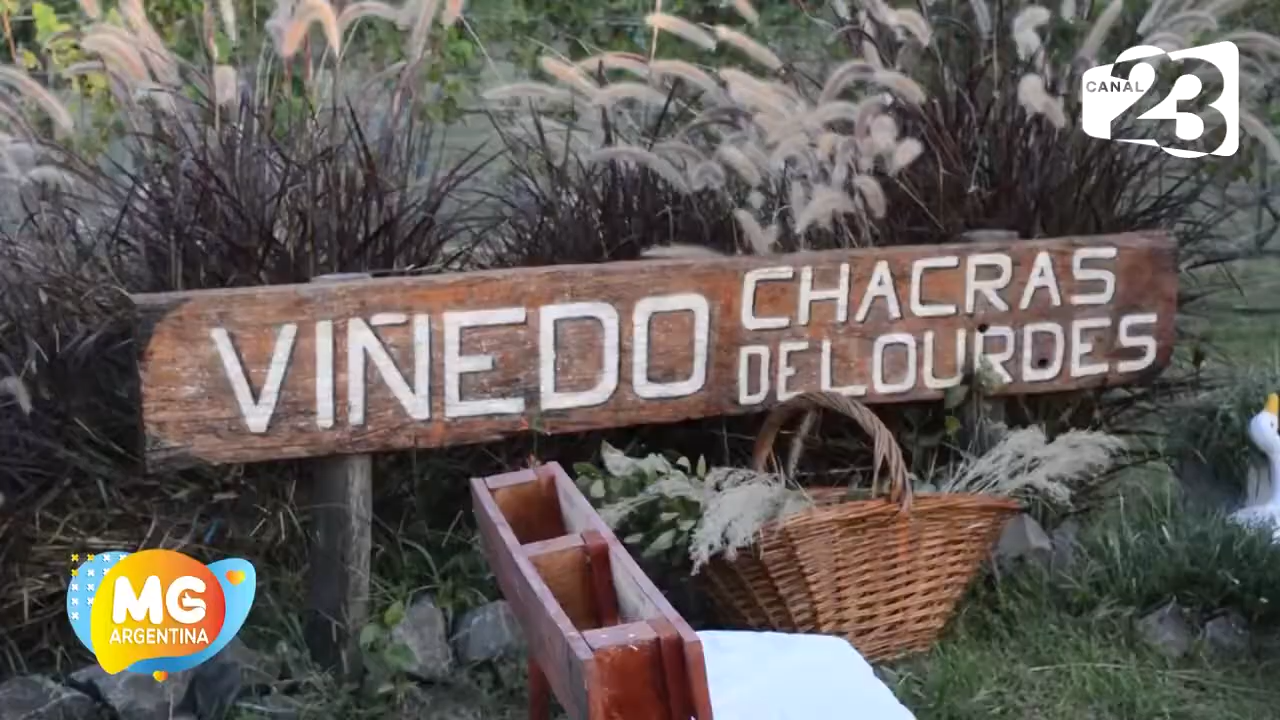 CANAL
23
VIÑEDO CHACRAS
DE LOURDES
MG
ARGENTINA